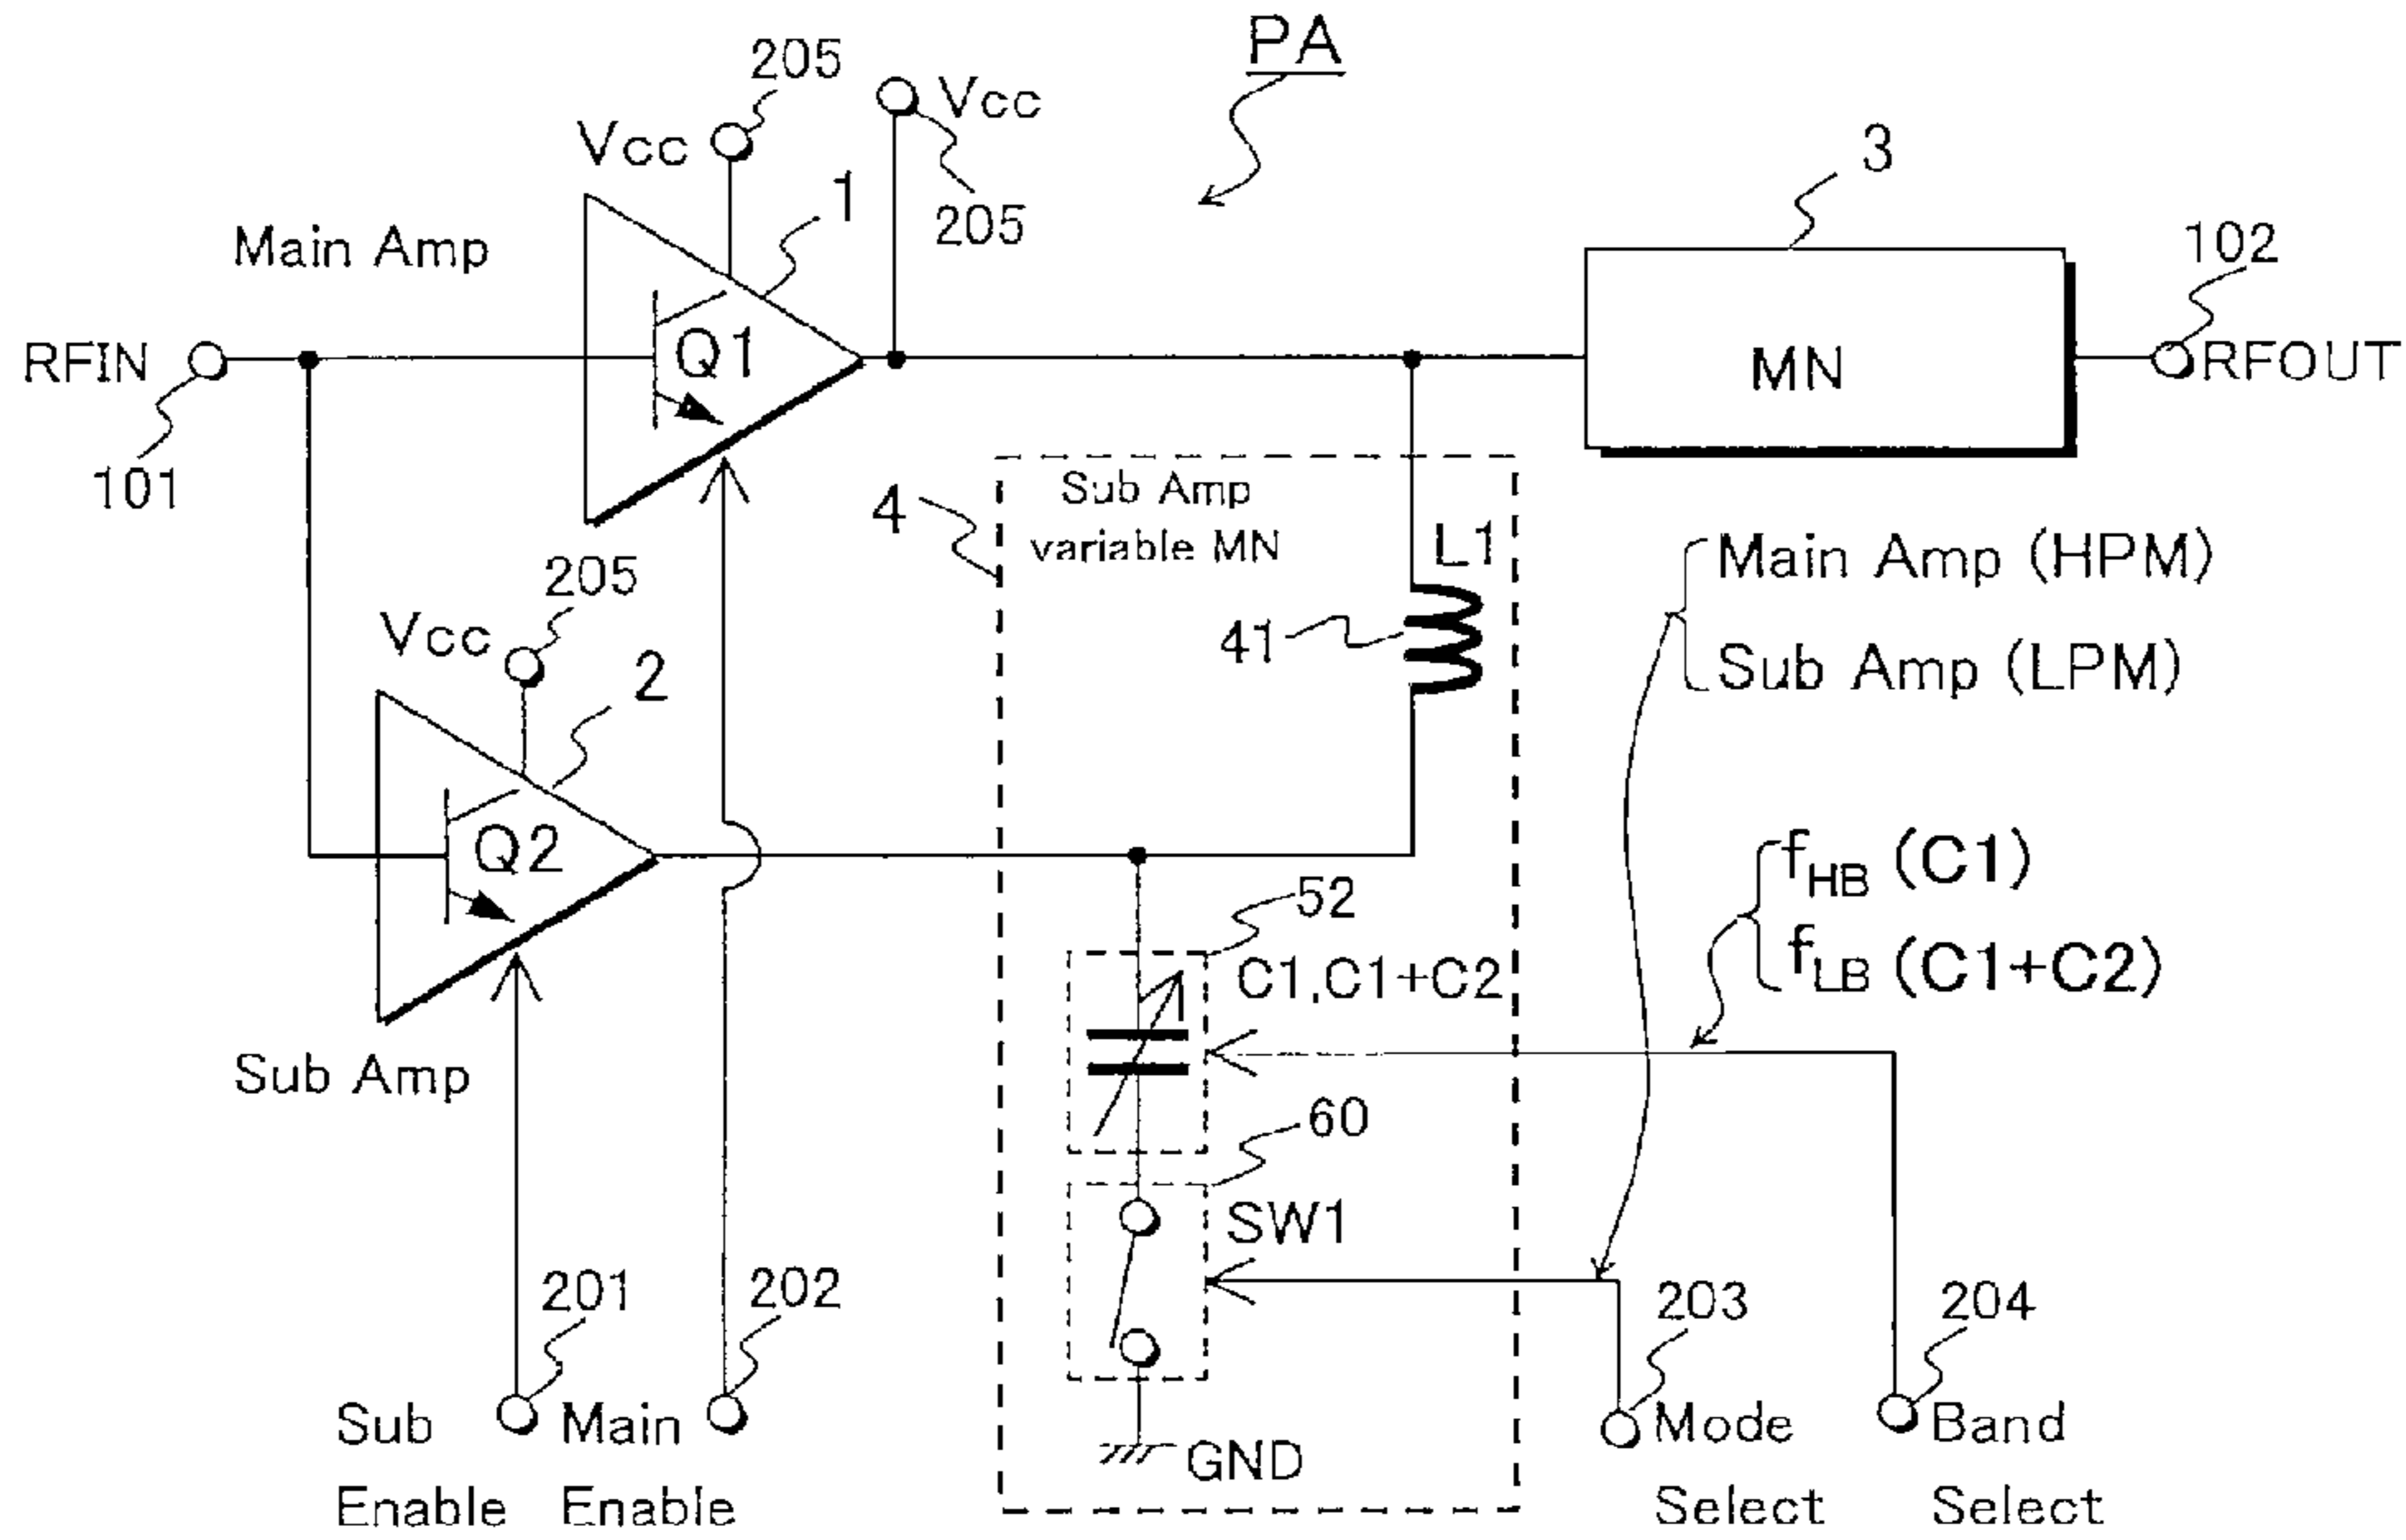 PA
205
Vcc
Vcc
205
1
3
102
Main Amp
RFIN
Q1
MN
RFOUT
101
Sub Amp
variable MN
4
L1
205
Vcc
41
2
Main Amp (HPM)
Sub Amp (LPM)
Q2
52
fHB (C1)
fLB (C1+C2)
C1,C1+C2
Sub Amp
60
SW1
201
202
203
204
Sub
Enable
Main
Enable
GND
Mode
Select
Band
Select